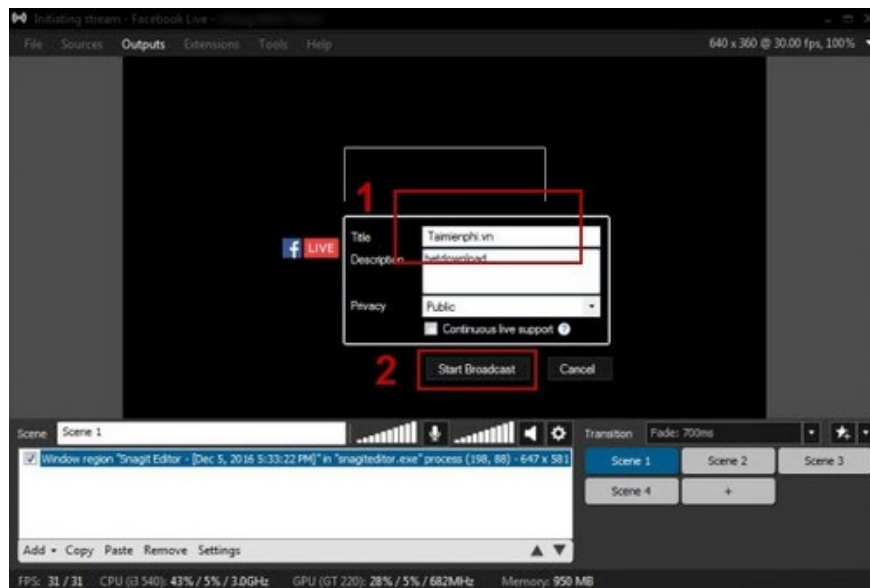 Initiating stream - Facebook Live -
File Sources Outputs Extensions Tools Help 640 x 360 @ 30.00 fps, 100%
1
Title Taimienphi.vn
f LIVE
Description
Privacy Public
Continuous live support ?
2 Start Broadcast Cancel
Scene Scene 1 Transition Fade: 700ms
Window region "Snagit Editor - [Dec 5, 2016 5:33:22 PM]" in "snagiteditor.exe" process (198, 88) - 647 x 581
Scene 1 Scene 2 Scene 3
Scene 4 +
Add Copy Paste Remove Settings
FPS: 31 / 31 CPU (i3 540): 43% / 5% / 3.0GHz GPU (GT 220): 28% / 5% / 682MHz Memory: 950 MB